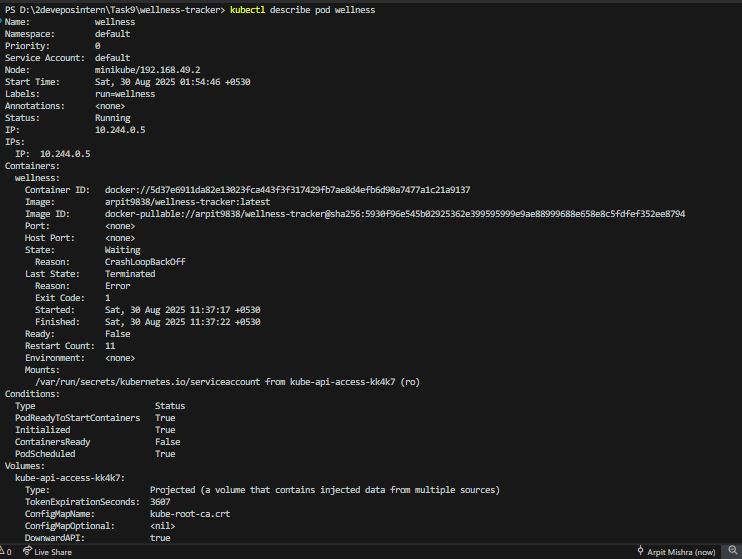 PS D:\2deveposintern\Task9\wellness-tracker> kubectl describe pod wellness
Name:             wellness
Namespace:        default
Priority:         0
Service Account:  default
Node:             minikube/192.168.49.2
Start Time:       Sat, 30 Aug 2025 01:54:46 +0530
Labels:           run=wellness
Annotations:      <none>
Status:           Running
IP:               10.244.0.5
IPs:
  IP:  10.244.0.5
Containers:
  wellness:
    Container ID:   docker://5d37e6911da82e13023fca443f3f317429fb7ae8d4efb6d90a7477a1c21a9137
    Image:          arpit9838/wellness-tracker:latest
    Image ID:       docker-pullable://arpit9838/wellness-tracker@sha256:5930f96e545b02925362e399595999e9ae88999688e658e8c5fdfef352ee8794
    Port:           <none>
    Host Port:      <none>
    State:          Waiting
      Reason:       CrashLoopBackOff
    Last State:     Terminated
      Reason:       Error
      Exit Code:    1
      Started:      Sat, 30 Aug 2025 11:37:17 +0530
      Finished:     Sat, 30 Aug 2025 11:37:22 +0530
    Ready:          False
    Restart Count:  11
    Environment:    <none>
    Mounts:
      /var/run/secrets/kubernetes.io/serviceaccount from kube-api-access-kk4k7 (ro)
Conditions:
  Type                        Status
  PodReadyToStartContainers   True
  Initialized                 True
  ContainersReady             False
  PodScheduled                True
Volumes:
  kube-api-access-kk4k7:
    Type:                    Projected (a volume that contains injected data from multiple sources)
    TokenExpirationSeconds:  3607
    ConfigMapName:           kube-root-ca.crt
    ConfigMapOptional:       <nil>
    DownwardAPI:             true
0 Live Share Arpit Mishra (now)